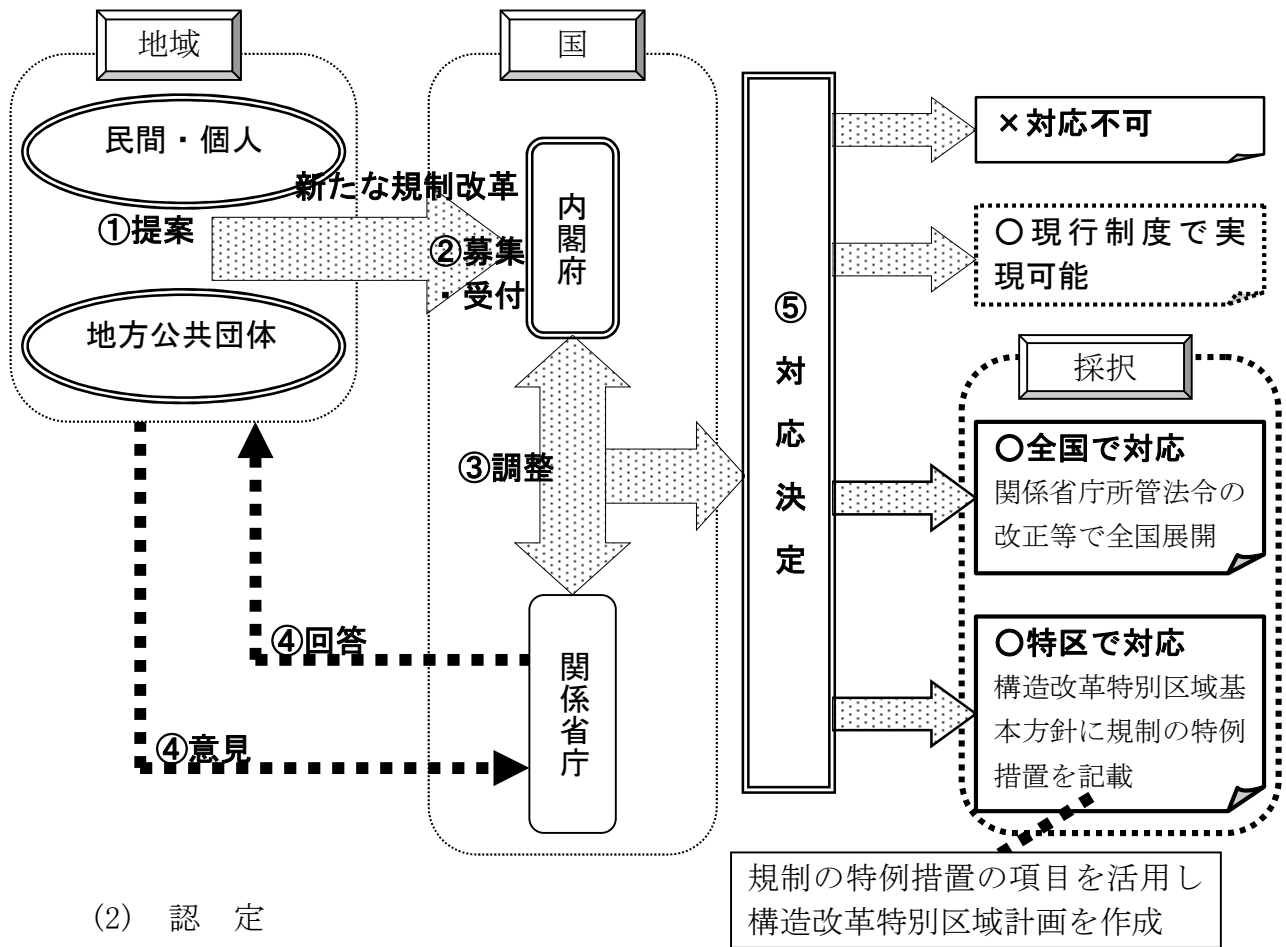 地域
民間・個人
①提案
地方公共団体
新たな規制改革
②募集
・受付
国
内閣府
③調整
関係省庁
④回答
④意見
⑤対応決定
×対応不可
○現行制度で実
現可能
採択
○全国で対応
関係省庁所管法令の
改正等で全国展開
○特区で対応
構造改革特別区域基
本方針に規制の特例
措置を記載
規制の特例措置の項目を活用し
構造改革特別区域計画を作成
(2) 認 定